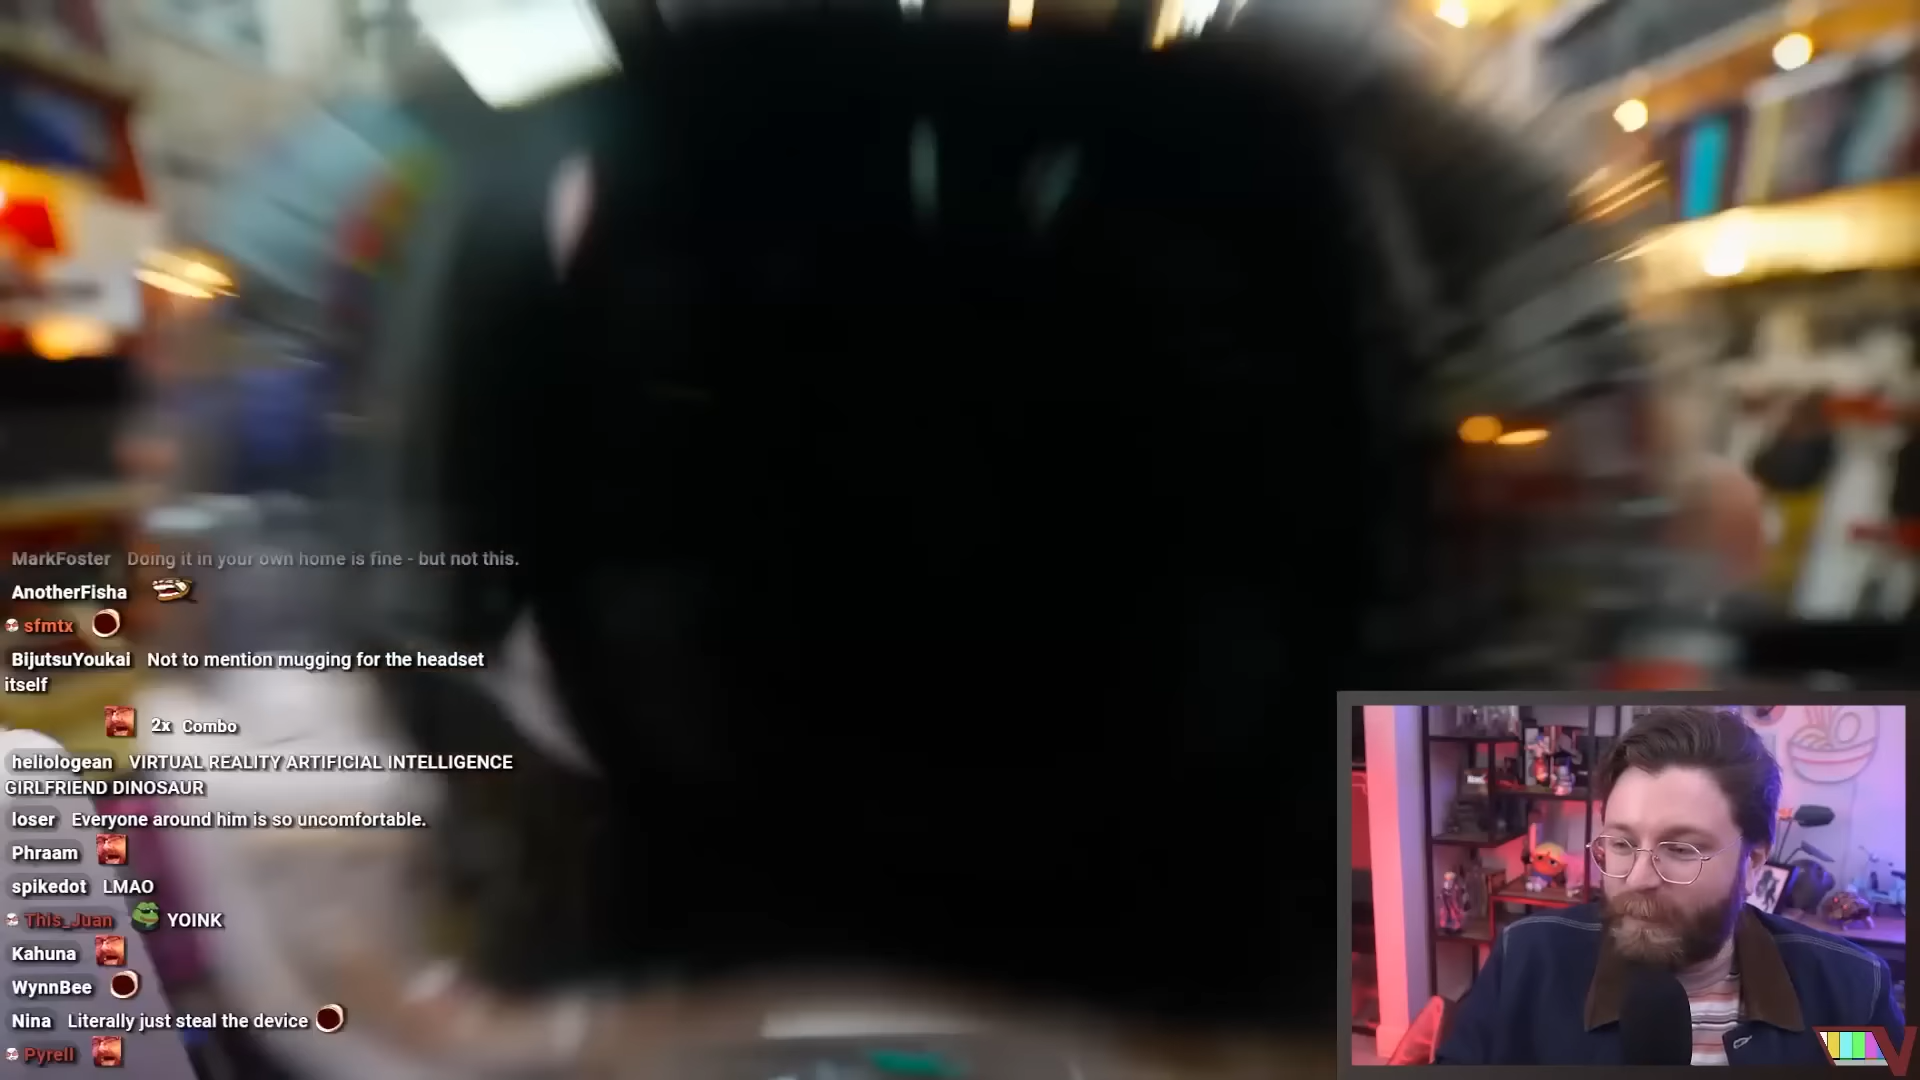 MarkFoster Doing it in your own home is fine - but not this.
AnotherFisha
sfmtx
BijutsuYoukai Not to mention mugging for the headset
itself
2x Combo
heliologean VIRTUAL REALITY ARTIFICIAL INTELLIGENCE
GIRLFRIEND DINOSAUR
loser Everyone around him is so uncomfortable.
Phraam
spikedot LMAO
This_Juan YOINK
Kahuna
WynnBee
Nina Literally just steal the device
Pyrell